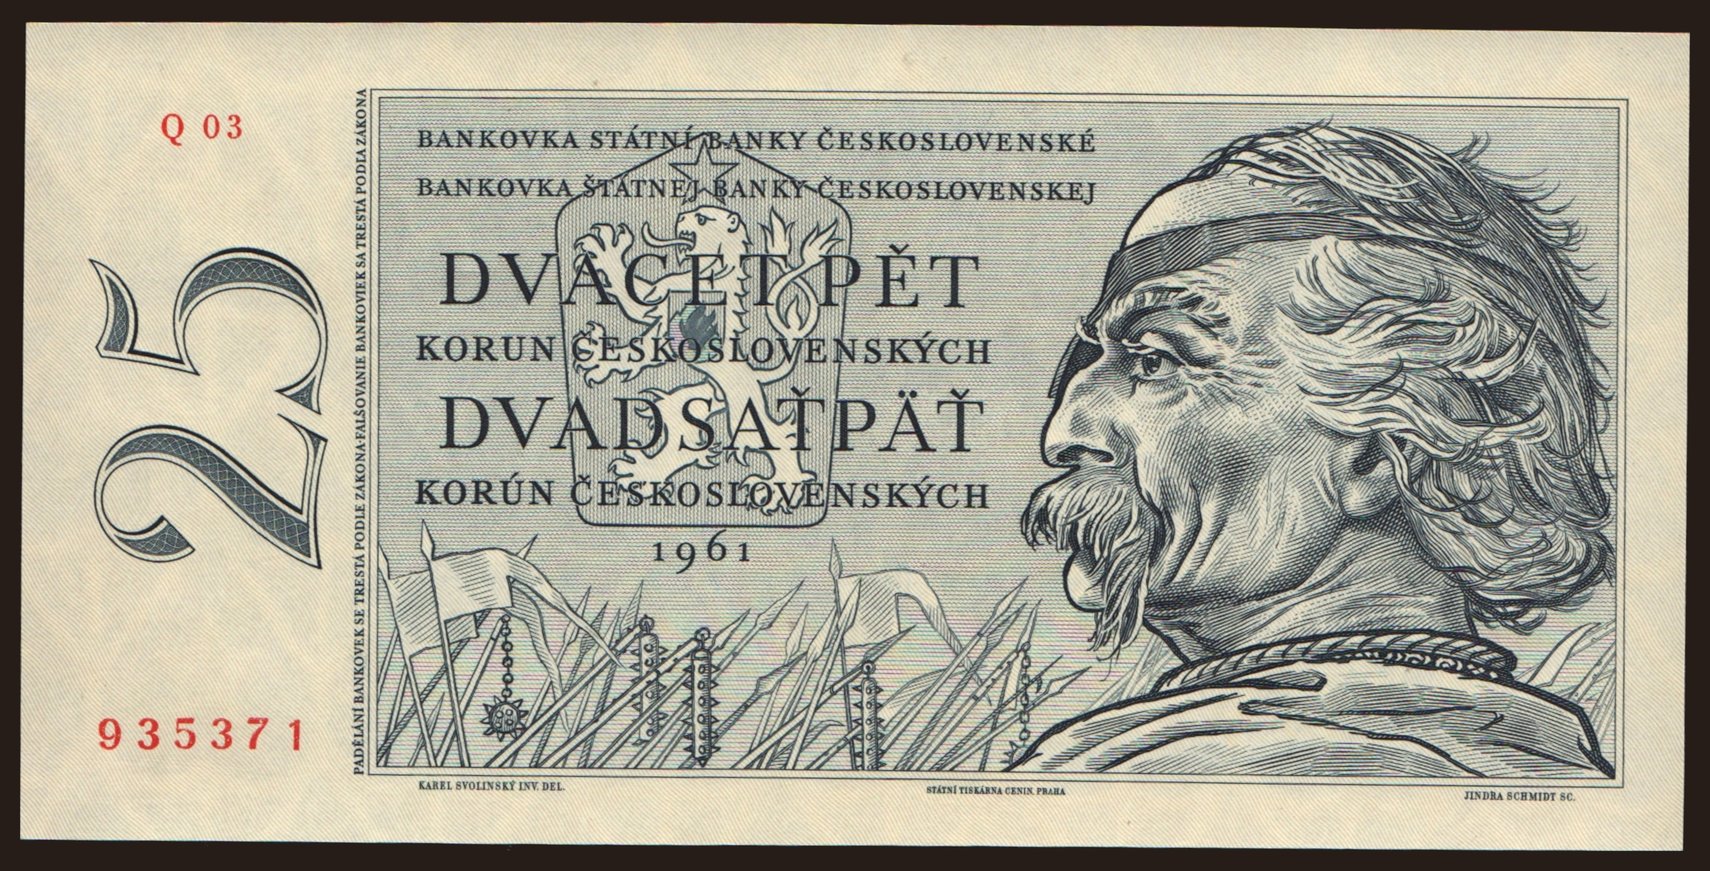 Q 03
25
935371
PADĚLÁNÍ BANKOVEK SE TRESTÁ PODLE ZÁKONA·FALŠOVANIE BANKOVIEK SA TRESTÁ PODĽA ZÁKONA
BANKOVKA STÁTNÍ BANKY ČESKOSLOVENSKÉ
BANKOVKA ŠTÁTNEJ BANKY ČESKOSLOVENSKEJ
DVACET PĚT
KORUN ČESKOSLOVENSKÝCH
DVADSAŤPÄŤ
KORÚN ČESKOSLOVENSKÝCH
1961
KAREL SVOLINSKÝ INV. DEL.
STÁTNÍ TISKÁRNA CENIN, PRAHA
JINDRA SCHMIDT SC.